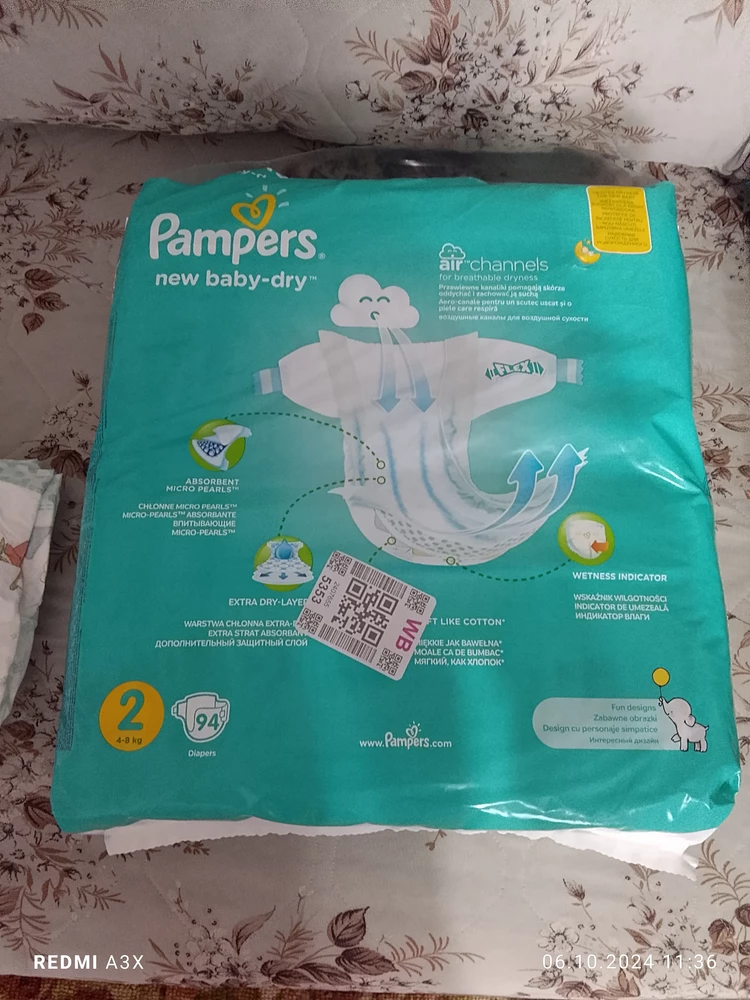 Pampers®
new baby-dry™
air™channels
for breathable dryness
Przewiewne kanaliki pomagają skórze
oddychać i zachować ją suchą
Aero-canale pentru un scutec uscat și o
piele care respiră
воздушные каналы для воздушной сухости
FLEX
ABSORBENT
MICRO PEARLS™
CHŁONNE MICRO PEARLS™
MICRO-PEARLS™ ABSORBANTE
ВПИТЫВАЮЩИЕ
MICRO-PEARLS™
WETNESS INDICATOR
WSKAŹNIK WILGOTNOŚCI
INDICATOR DE UMEZEALĂ
ИНДИКАТОР ВЛАГИ
EXTRA DRY-LAYER
WARSTWA CHŁONNA EXTRA
EXTRA STRAT ABSORBAN
ДОПОЛНИТЕЛЬНЫЙ ЗАЩИТНЫЙ СЛОЙ
5353
WB
FT LIKE COTTON*
MIĘKKIE JAK BAWEŁNA*
MOALE CA DE BUMBAC*
МЯГКИЙ, КАК ХЛОПОК*
2
4-8 kg
94
Diapers
www.Pampers.com
Fun designs
Zabawne obrazki
Design cu personaje simpatice
Интересный дизайн
REDMI A3X
06.10.2024 11:36